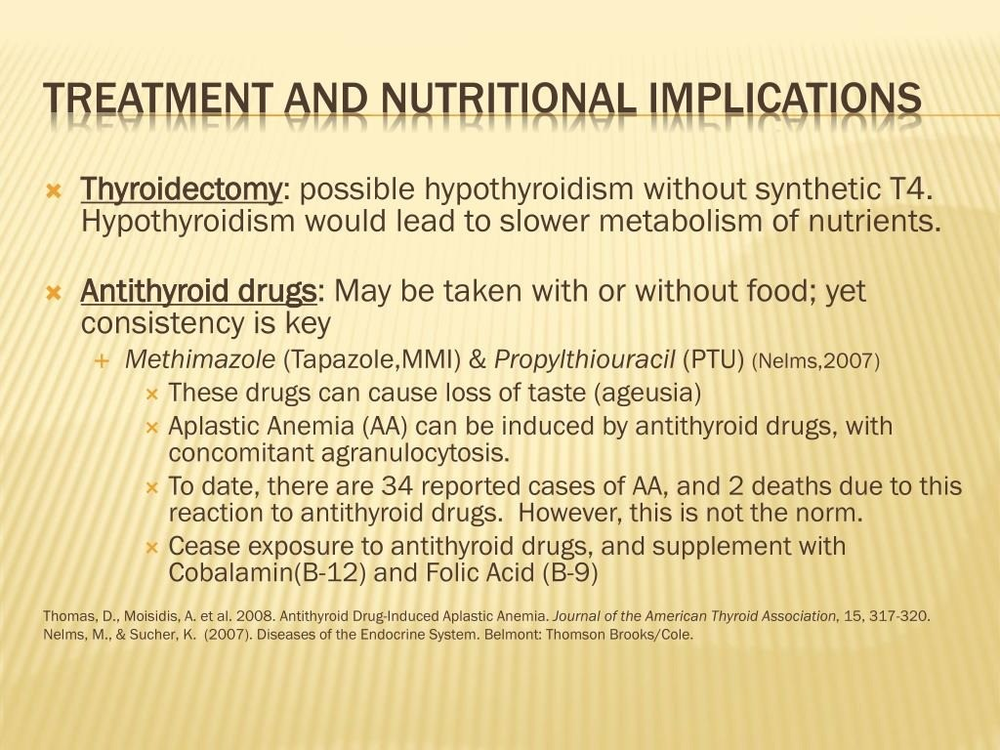 TREATMENT AND NUTRITIONAL IMPLICATIONS
Thyroidectomy: possible hypothyroidism without synthetic T4.
Hypothyroidism would lead to slower metabolism of nutrients.
Antithyroid drugs: May be taken with or without food; yet
consistency is key
Methimazole (Tapazole,MMI) & Propylthiouracil (PTU) (Nelms,2007)
These drugs can cause loss of taste (ageusia)
Aplastic Anemia (AA) can be induced by antithyroid drugs, with
concomitant agranulocytosis.
To date, there are 34 reported cases of AA, and 2 deaths due to this
reaction to antithyroid drugs. However, this is not the norm.
Cease exposure to antithyroid drugs, and supplement with
Cobalamin(B-12) and Folic Acid (B-9)
Thomas, D., Moisidis, A. et al. 2008. Antithyroid Drug-Induced Aplastic Anemia. Journal of the American Thyroid Association, 15, 317-320.
Nelms, M., & Sucher, K. (2007). Diseases of the Endocrine System. Belmont: Thomson Brooks/Cole.